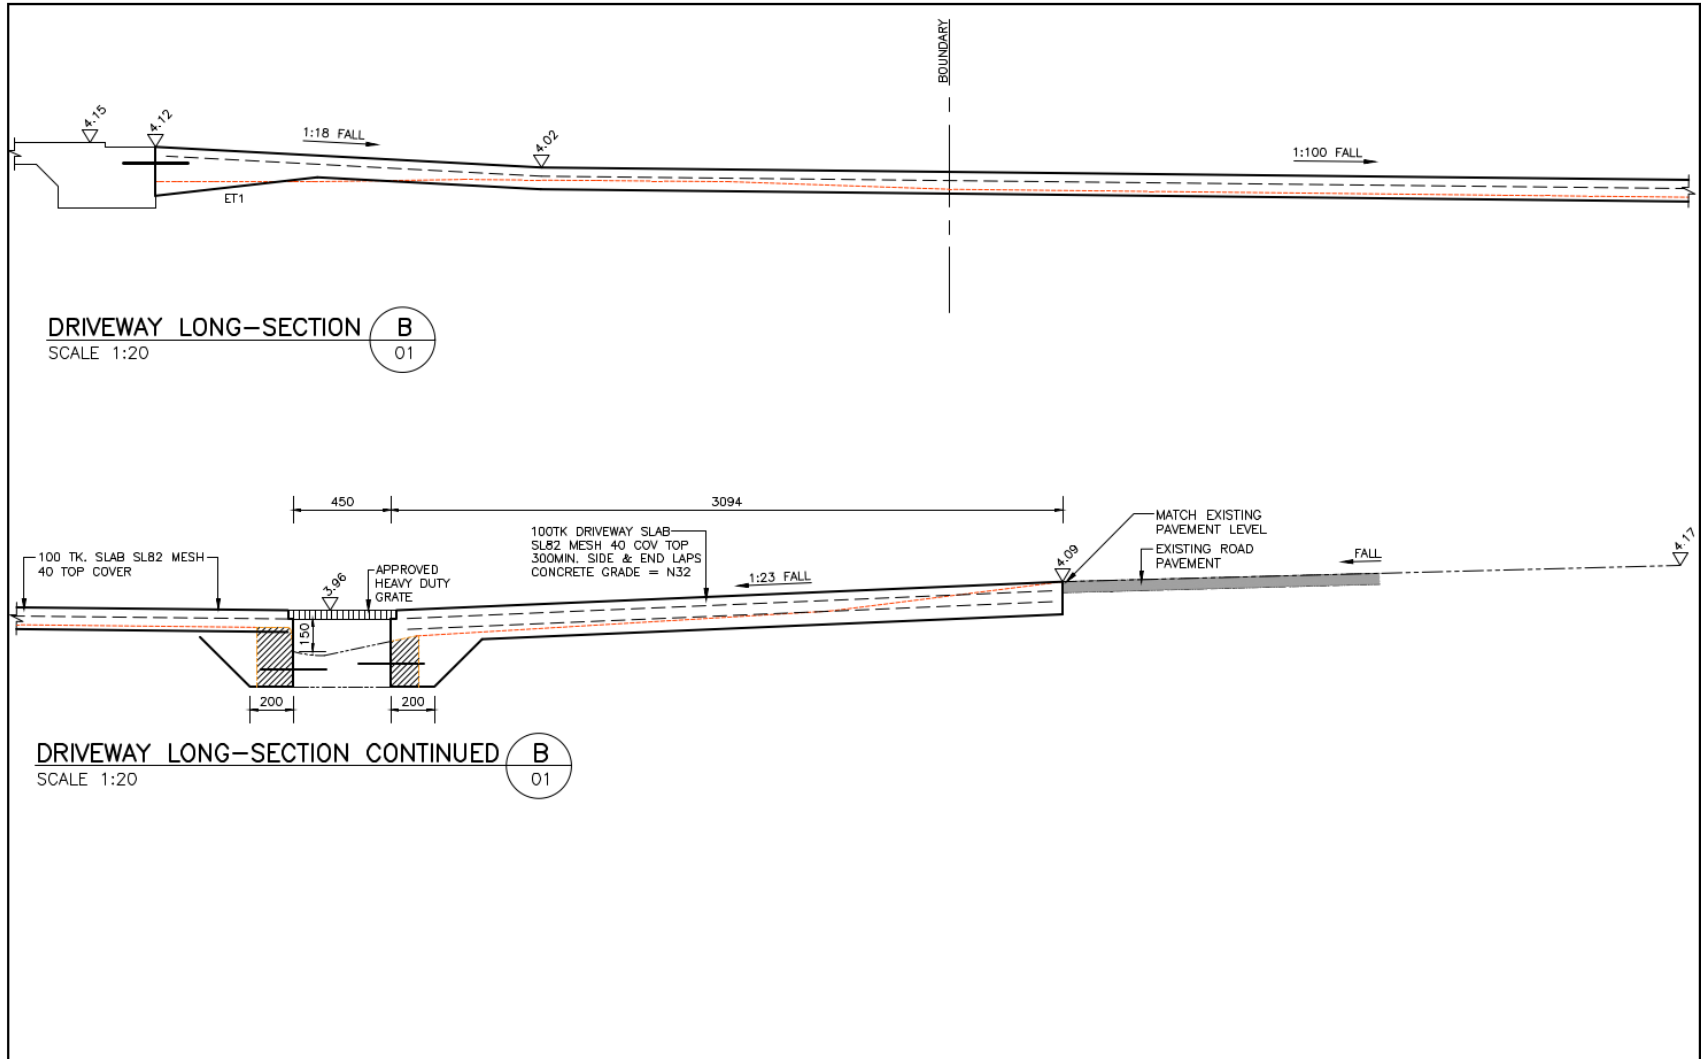 BOUNDARY
4.15
4.12
1:18 FALL
4.02
1:100 FALL
ET1
DRIVEWAY LONG-SECTION
B
SCALE 1:20
01
450
3094
100TK DRIVEWAY SLAB
SL82 MESH 40 COV TOP
300MIN. SIDE & END LAPS
CONCRETE GRADE = N32
MATCH EXISTING
PAVEMENT LEVEL
EXISTING ROAD
PAVEMENT
FALL
4.17
4.09
100 TK. SLAB SL82 MESH
40 TOP COVER
3.96
APPROVED
HEAVY DUTY
GRATE
1:23 FALL
150
200
200
DRIVEWAY LONG-SECTION CONTINUED
B
SCALE 1:20
01